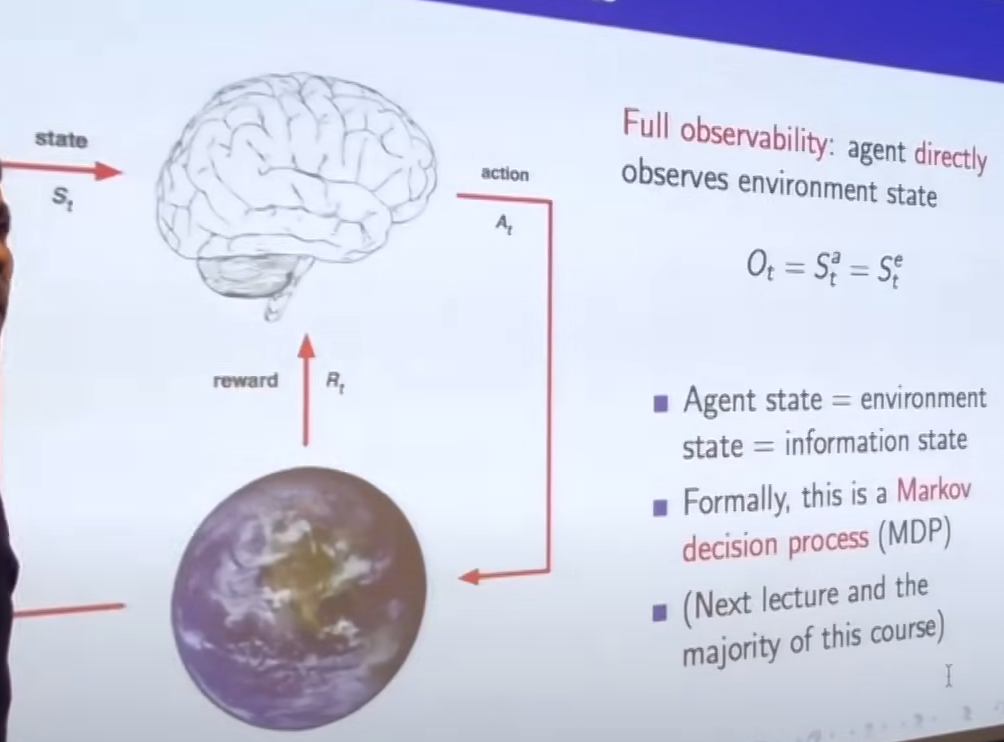 state
S_t
action
A_t
reward
R_t
Full observability: agent directly
observes environment state
O_t = S_t^a = S_t^e
■ Agent state = environment
state = information state
■ Formally, this is a Markov
decision process (MDP)
■ (Next lecture and the
majority of this course)